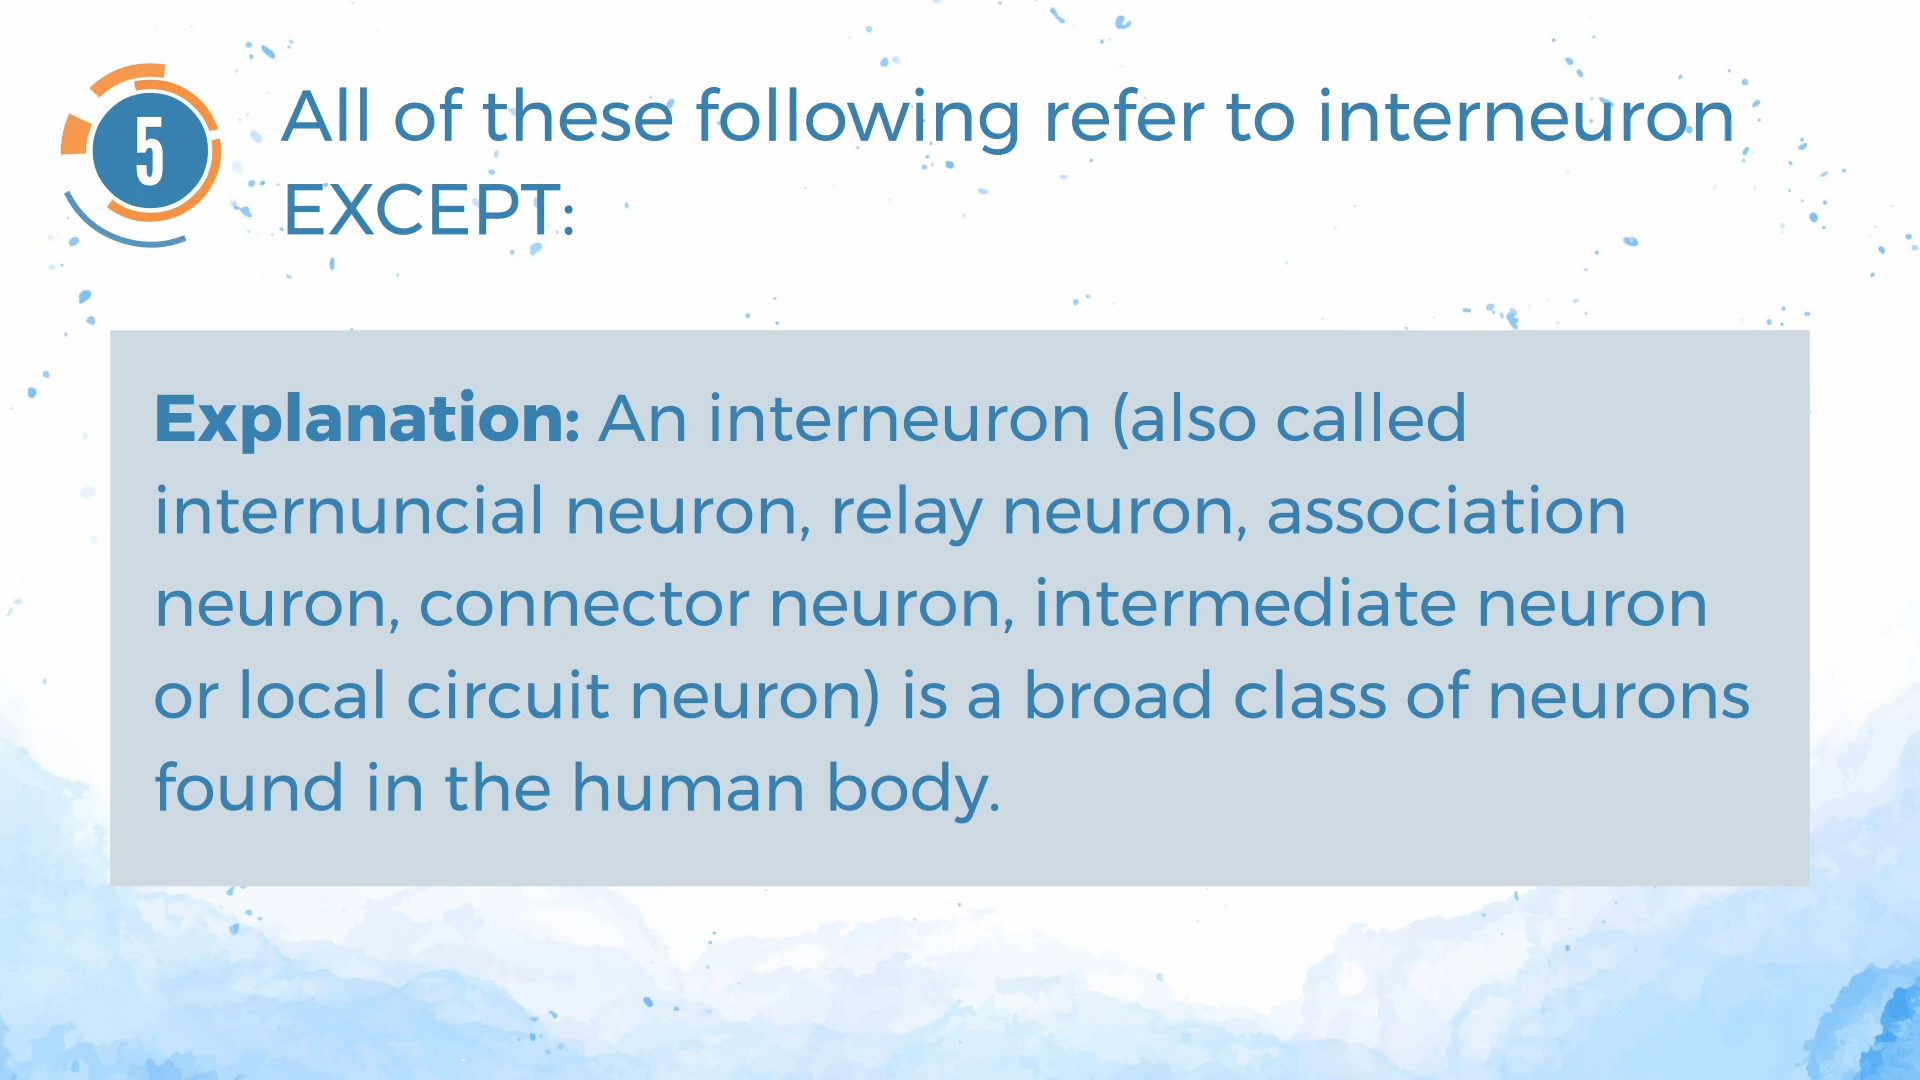 5
All of these following refer to interneuron
EXCEPT:
Explanation: An interneuron (also called
internuncial neuron, relay neuron, association
neuron, connector neuron, intermediate neuron
or local circuit neuron) is a broad class of neurons
found in the human body.